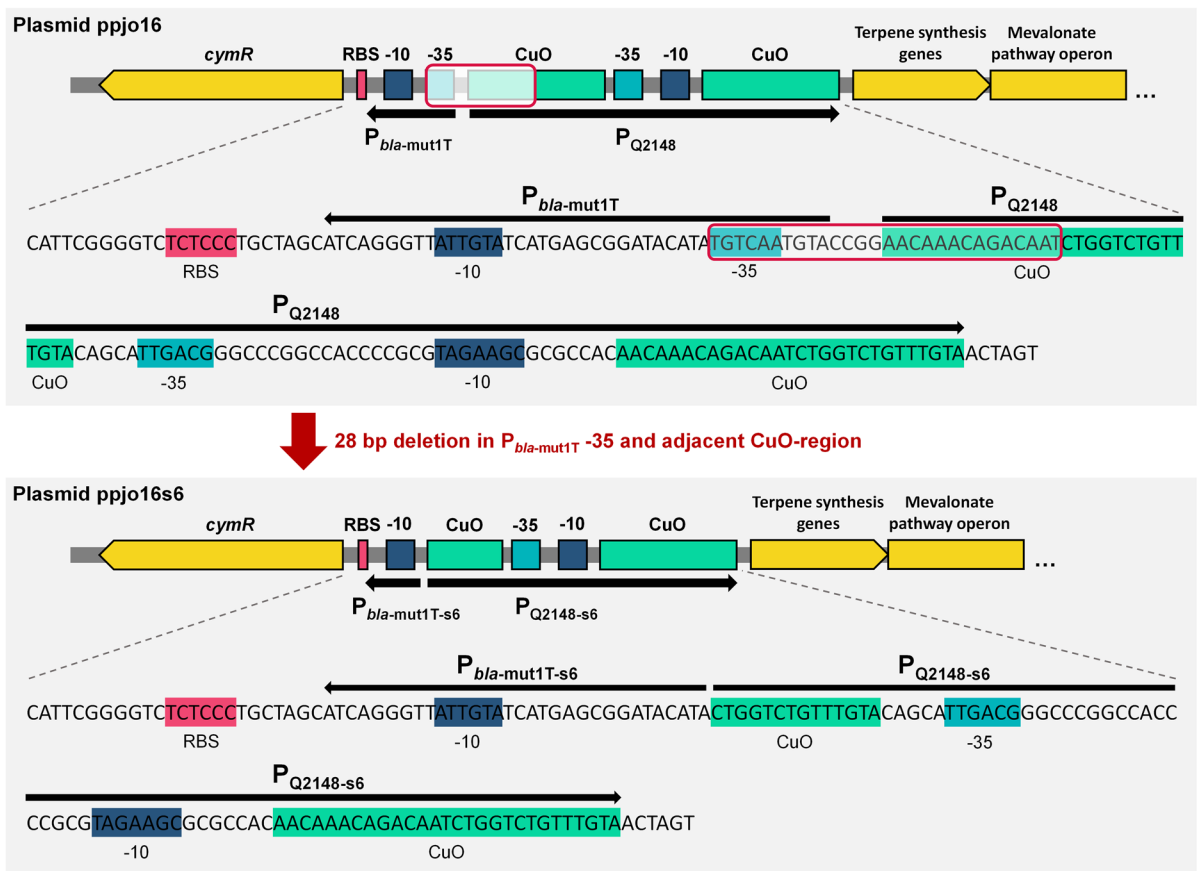 Plasmid ppjo16
Terpene synthesis genes
Mevalonate pathway operon
cymR RBS -10 -35 CuO -35 -10 CuO
...
Pbla-mut1T PQ2148
Pbla-mut1T PQ2148
CATTCGGGGTCTCTCCCTGCTAGCATCAGGGTTATTGTATCATGAGCGGATACATATGTCAATGTACCGGAACAAACAGACAATCTGGTCTGTT
RBS -10 -35 CuO
PQ2148
TGTACAGCATTGACGGGCCCGGCCACCCCGCGTAGAAGCGCGCCACAACAAACAGACAATCTGGTCTGTTTGTAACTAGT
CuO -35 -10 CuO
28 bp deletion in Pbla-mut1T -35 and adjacent CuO-region
Plasmid ppjo16s6
Terpene synthesis genes
Mevalonate pathway operon
cymR RBS -10 CuO -35 -10 CuO
...
Pbla-mut1T-s6 PQ2148-s6
Pbla-mut1T-s6 PQ2148-s6
CATTCGGGGTCTCTCCCTGCTAGCATCAGGGTTATTGTATCATGAGCGGATACATACTGGTCTGTTTGTACAGCATTGACGGGCCCGGCCACC
RBS -10 CuO -35
PQ2148-s6
CCGCGTAGAAGCGCGCCACAACAAACAGACAATCTGGTCTGTTTGTAACTAGT
-10 CuO